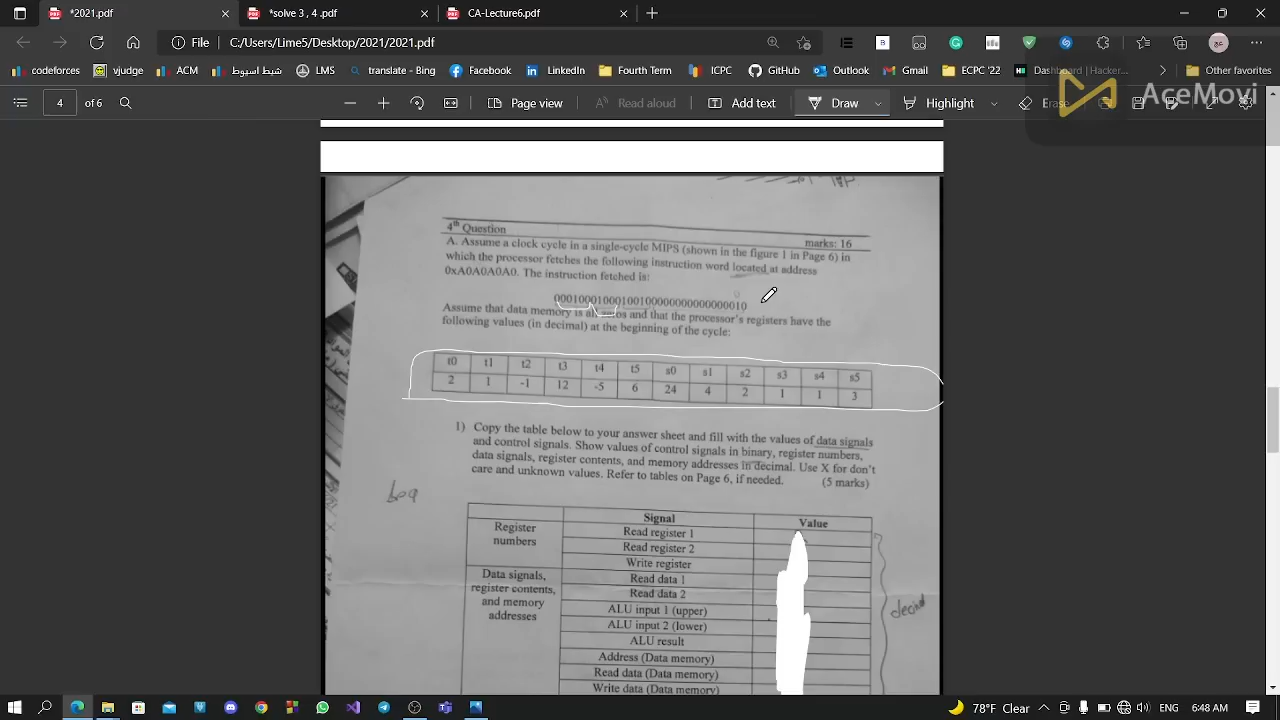 *2021.pdf
*solve 3 , 4 .pdf
CA-Lecture6.pdf
File
C:/Users/Lime5/Desktop/2021/2021.pdf
codeforces
vjudge
P_M
LMS
translate - Bing
Facebook
LinkedIn
Fourth Term
ICPC
GitHub
Outlook
Gmail
ECPC '22
Dashboard | Hacker...
Other favorites
4
of 6
Page view
Read aloud
Add text
Draw
Highlight
Erase
AceMovi
4th Question
marks: 16
A. Assume a clock cycle in a single-cycle MIPS (shown in the figure 1 in Page 6) in
which the processor fetches the following instruction word located at address
0xA0A0A0A0. The instruction fetched is:
Assume that data memory is all zeros and that the processor's registers have the
following values (in decimal) at the beginning of the cycle:
t0 t1 t2 t3 t4 t5 s0 s1 s2 s3 s4 s5
2 1 -1 12 -5 6 24 4 2 1 1 3
1) Copy the table below to your answer sheet and fill with the values of data signals
and control signals. Show values of control signals in binary, register numbers,
data signals, register contents, and memory addresses in decimal. Use X for don't
care and unknown values. Refer to tables on Page 6, if needed. (5 marks)
beq
Signal
Value
Register
numbers
Read register 1
Read register 2
Write register
Data signals,
register contents,
and memory
addresses
Read data 1
Read data 2
ALU input 1 (upper)
ALU input 2 (lower)
ALU result
Address (Data memory)
Read data (Data memory)
Write data (Data memory)
78°F Clear
ENG
6:48 AM